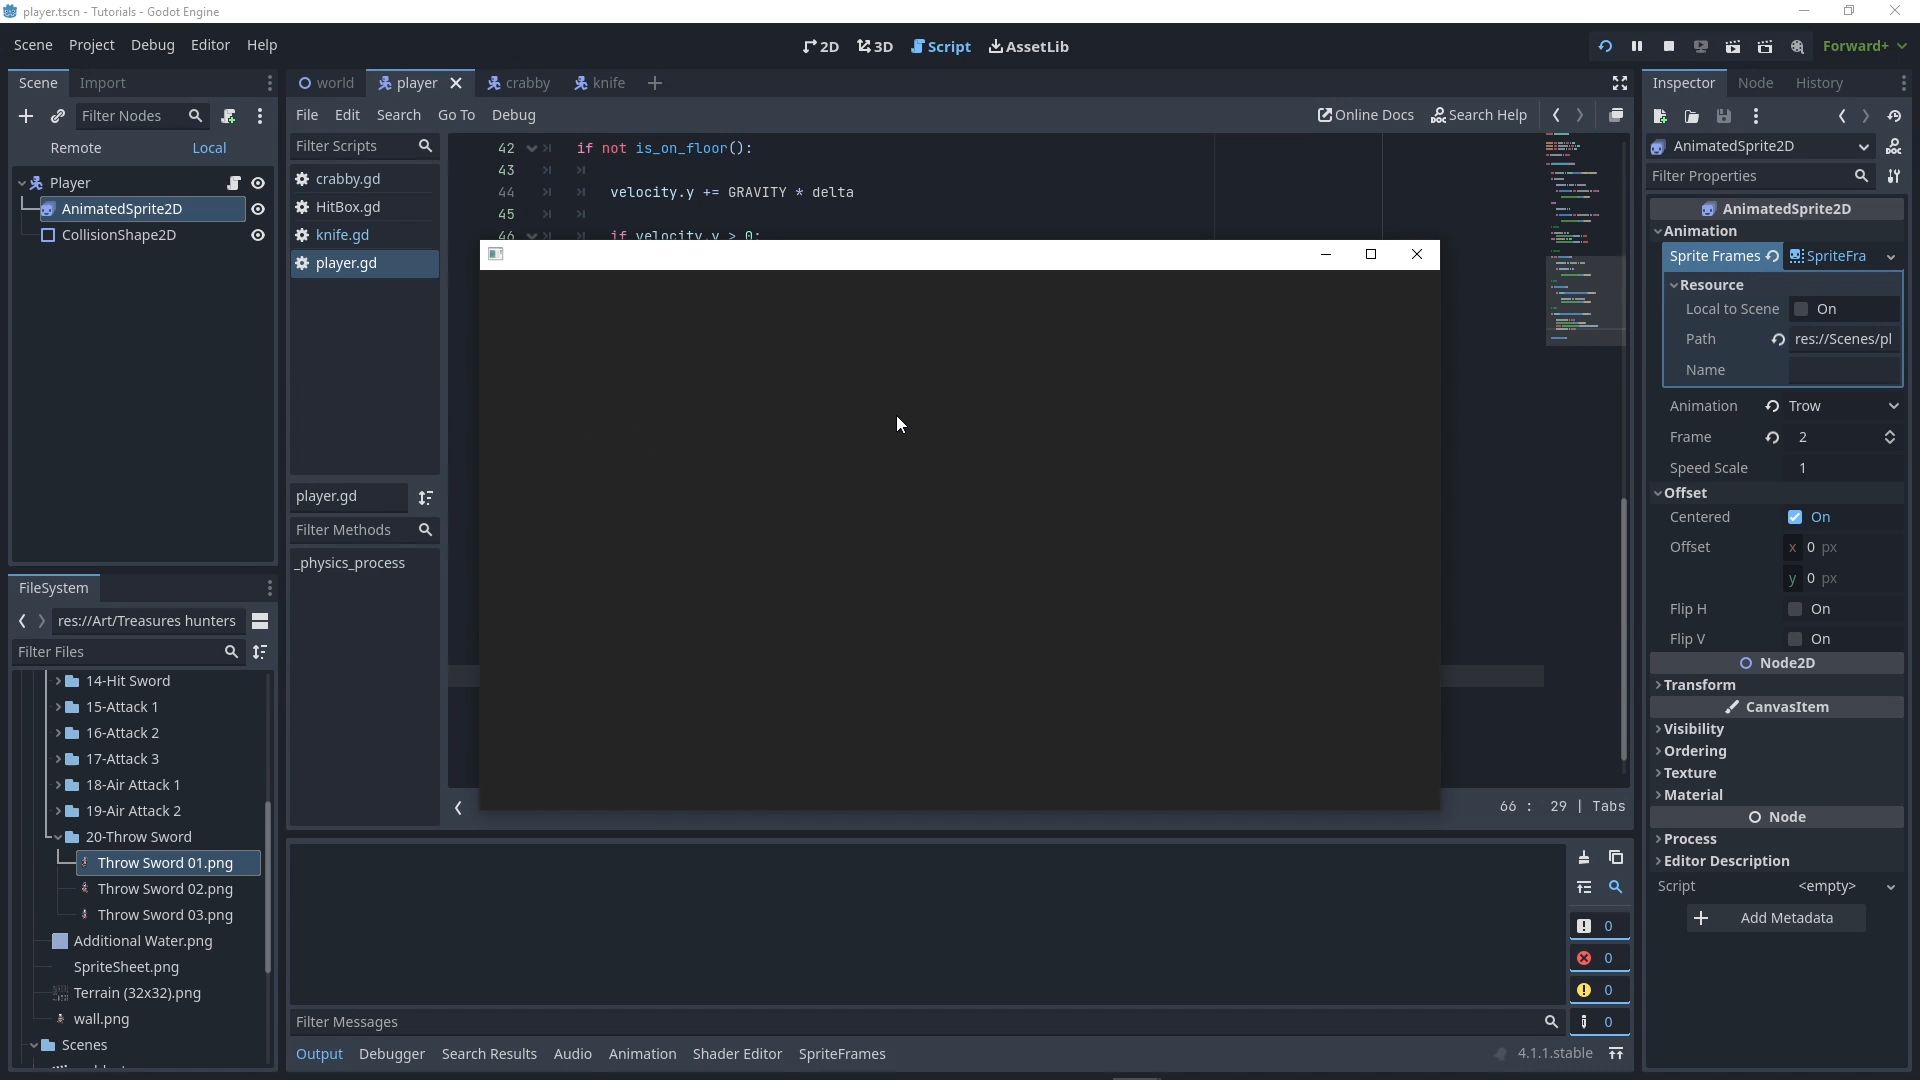 player.tscn - Tutorials - Godot Engine
Scene Project Debug Editor Help
2D 3D Script AssetLib
Forward+
Scene Import
world player crabby knife
Inspector Node History
Filter Nodes
File Edit Search Go To Debug
Online Docs Search Help
Remote Local
Filter Scripts
AnimatedSprite2D
Filter Properties
Player
AnimatedSprite2D
CollisionShape2D
crabby.gd
HitBox.gd
knife.gd
player.gd
42 if not is_on_floor():
43
44 velocity.y += GRAVITY * delta
45
46 if velocity.y > 0:
player.gd
Filter Methods
_physics_process
66 : 29 | Tabs
AnimatedSprite2D
Animation
Sprite Frames SpriteFra
Resource
Local to Scene On
Path res://Scenes/pl
Name
Animation Trow
Frame 2
Speed Scale 1
Offset
Centered On
Offset x 0 px
y 0 px
Flip H On
Flip V On
Node2D
Transform
CanvasItem
Visibility
Ordering
Texture
Material
Node
Process
Editor Description
Script <empty>
Add Metadata
FileSystem
res://Art/Treasures hunters
Filter Files
14-Hit Sword
15-Attack 1
16-Attack 2
17-Attack 3
18-Air Attack 1
19-Air Attack 2
20-Throw Sword
Throw Sword 01.png
Throw Sword 02.png
Throw Sword 03.png
Additional Water.png
SpriteSheet.png
Terrain (32x32).png
wall.png
Scenes
0
0
0
0
Filter Messages
Output Debugger Search Results Audio Animation Shader Editor SpriteFrames
4.1.1.stable